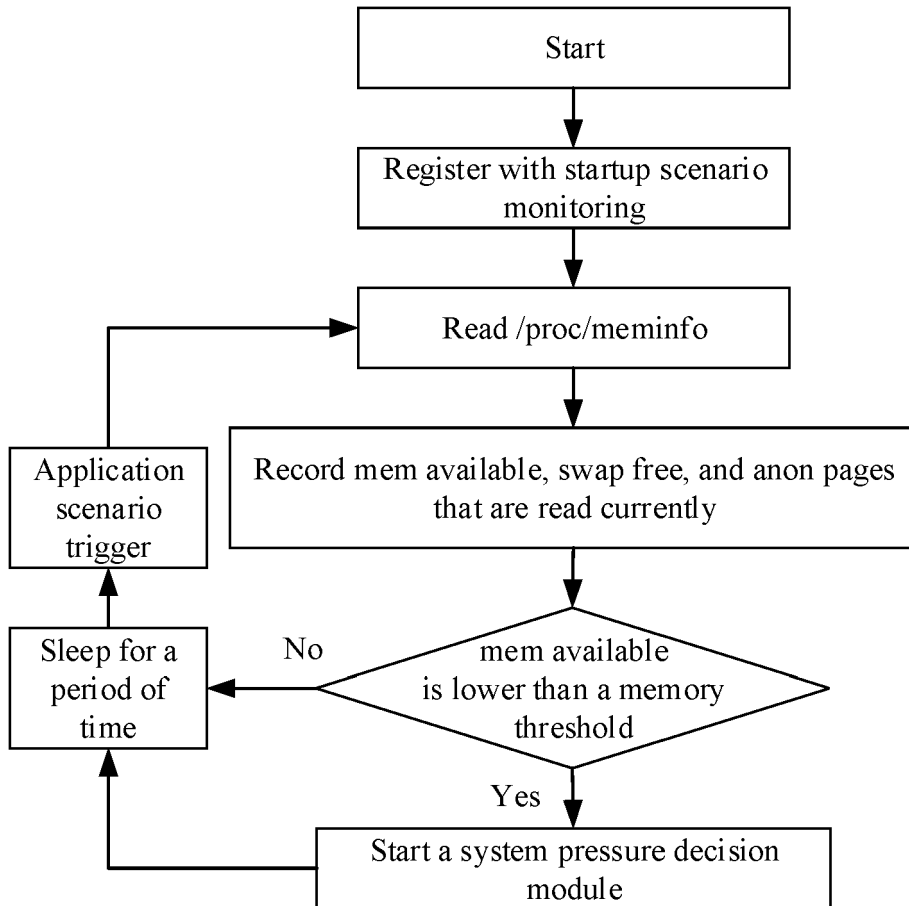 Start
Register with startup scenario
monitoring
Read /proc/meminfo
Record mem available, swap free, and anon pages
that are read currently
Application
scenario
trigger
Sleep for a
period of
time
No
mem available
is lower than a memory
threshold
Yes
Start a system pressure decision
module